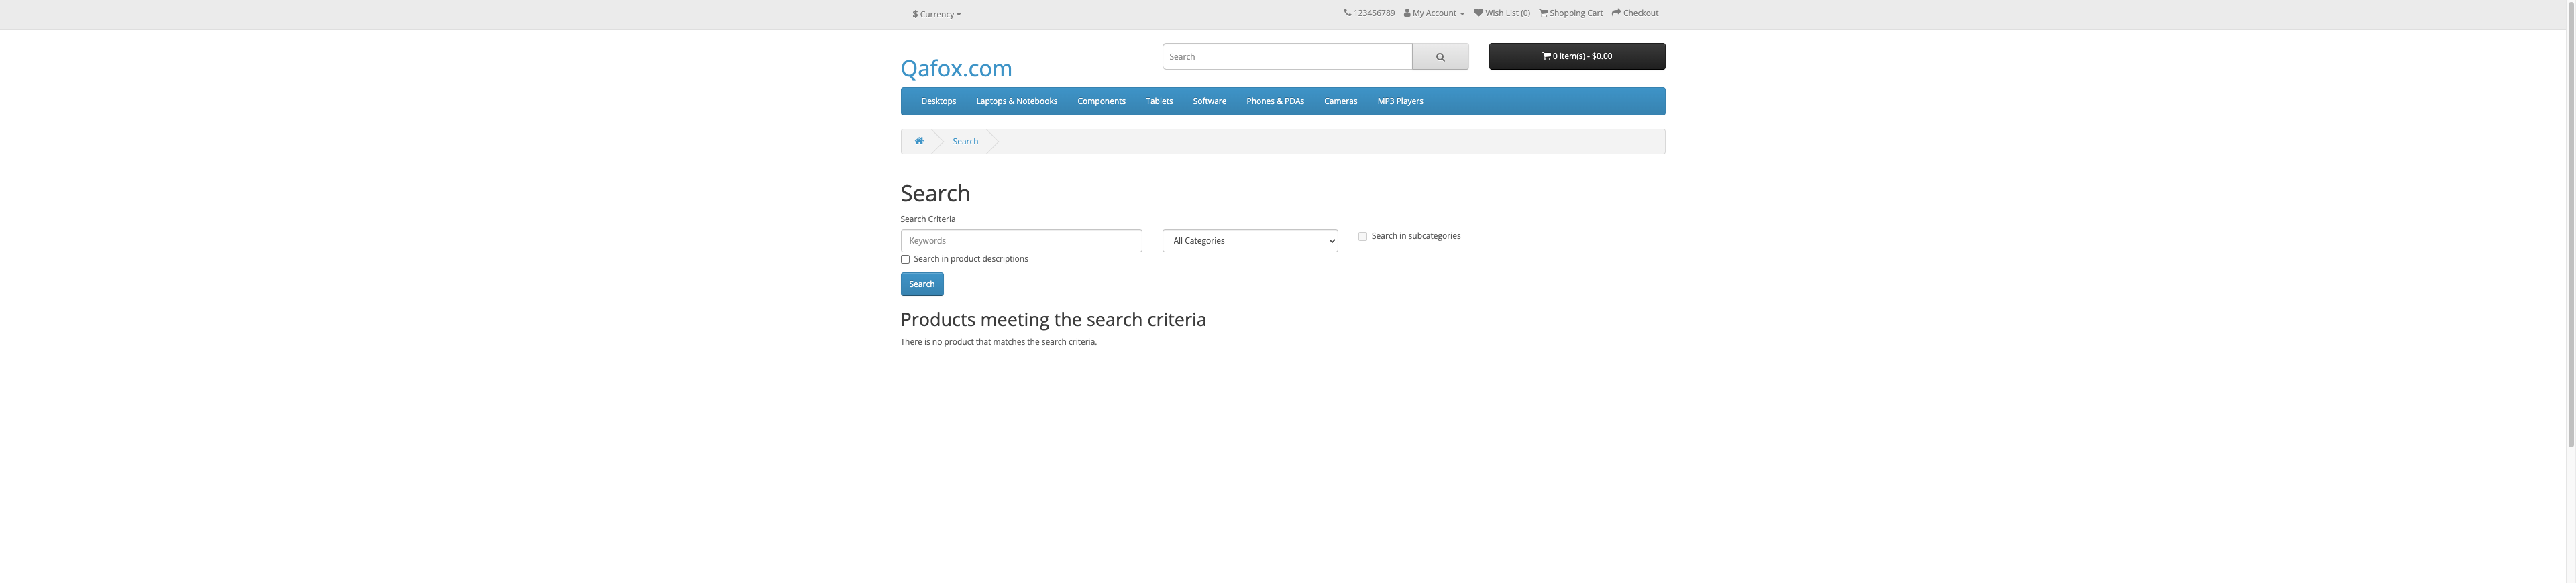 $ Currency
123456789 My Account Wish List (0) Shopping Cart Checkout
Qafox.com
Search
0 item(s) - $0.00
Desktops Laptops & Notebooks Components Tablets Software Phones & PDAs Cameras MP3 Players
Search
Search
Search Criteria
Keywords
All Categories
Search in subcategories
Search in product descriptions
Search
Products meeting the search criteria
There is no product that matches the search criteria.